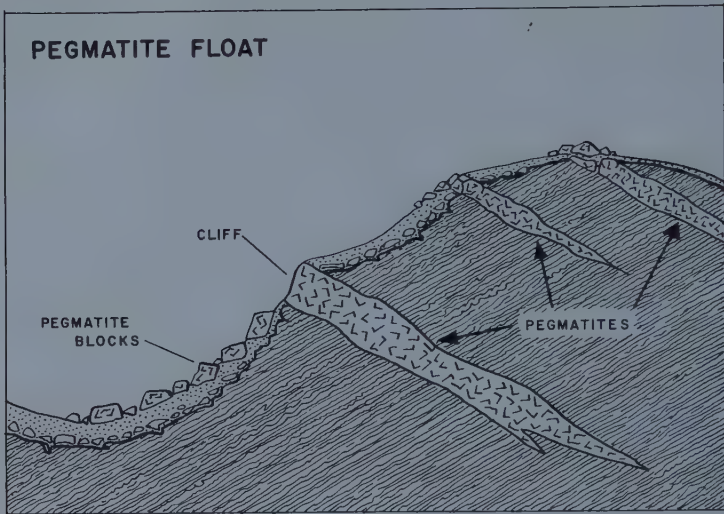 PEGMATITE FLOAT
CLIFF
PEGMATITE
BLOCKS
PEGMATITES